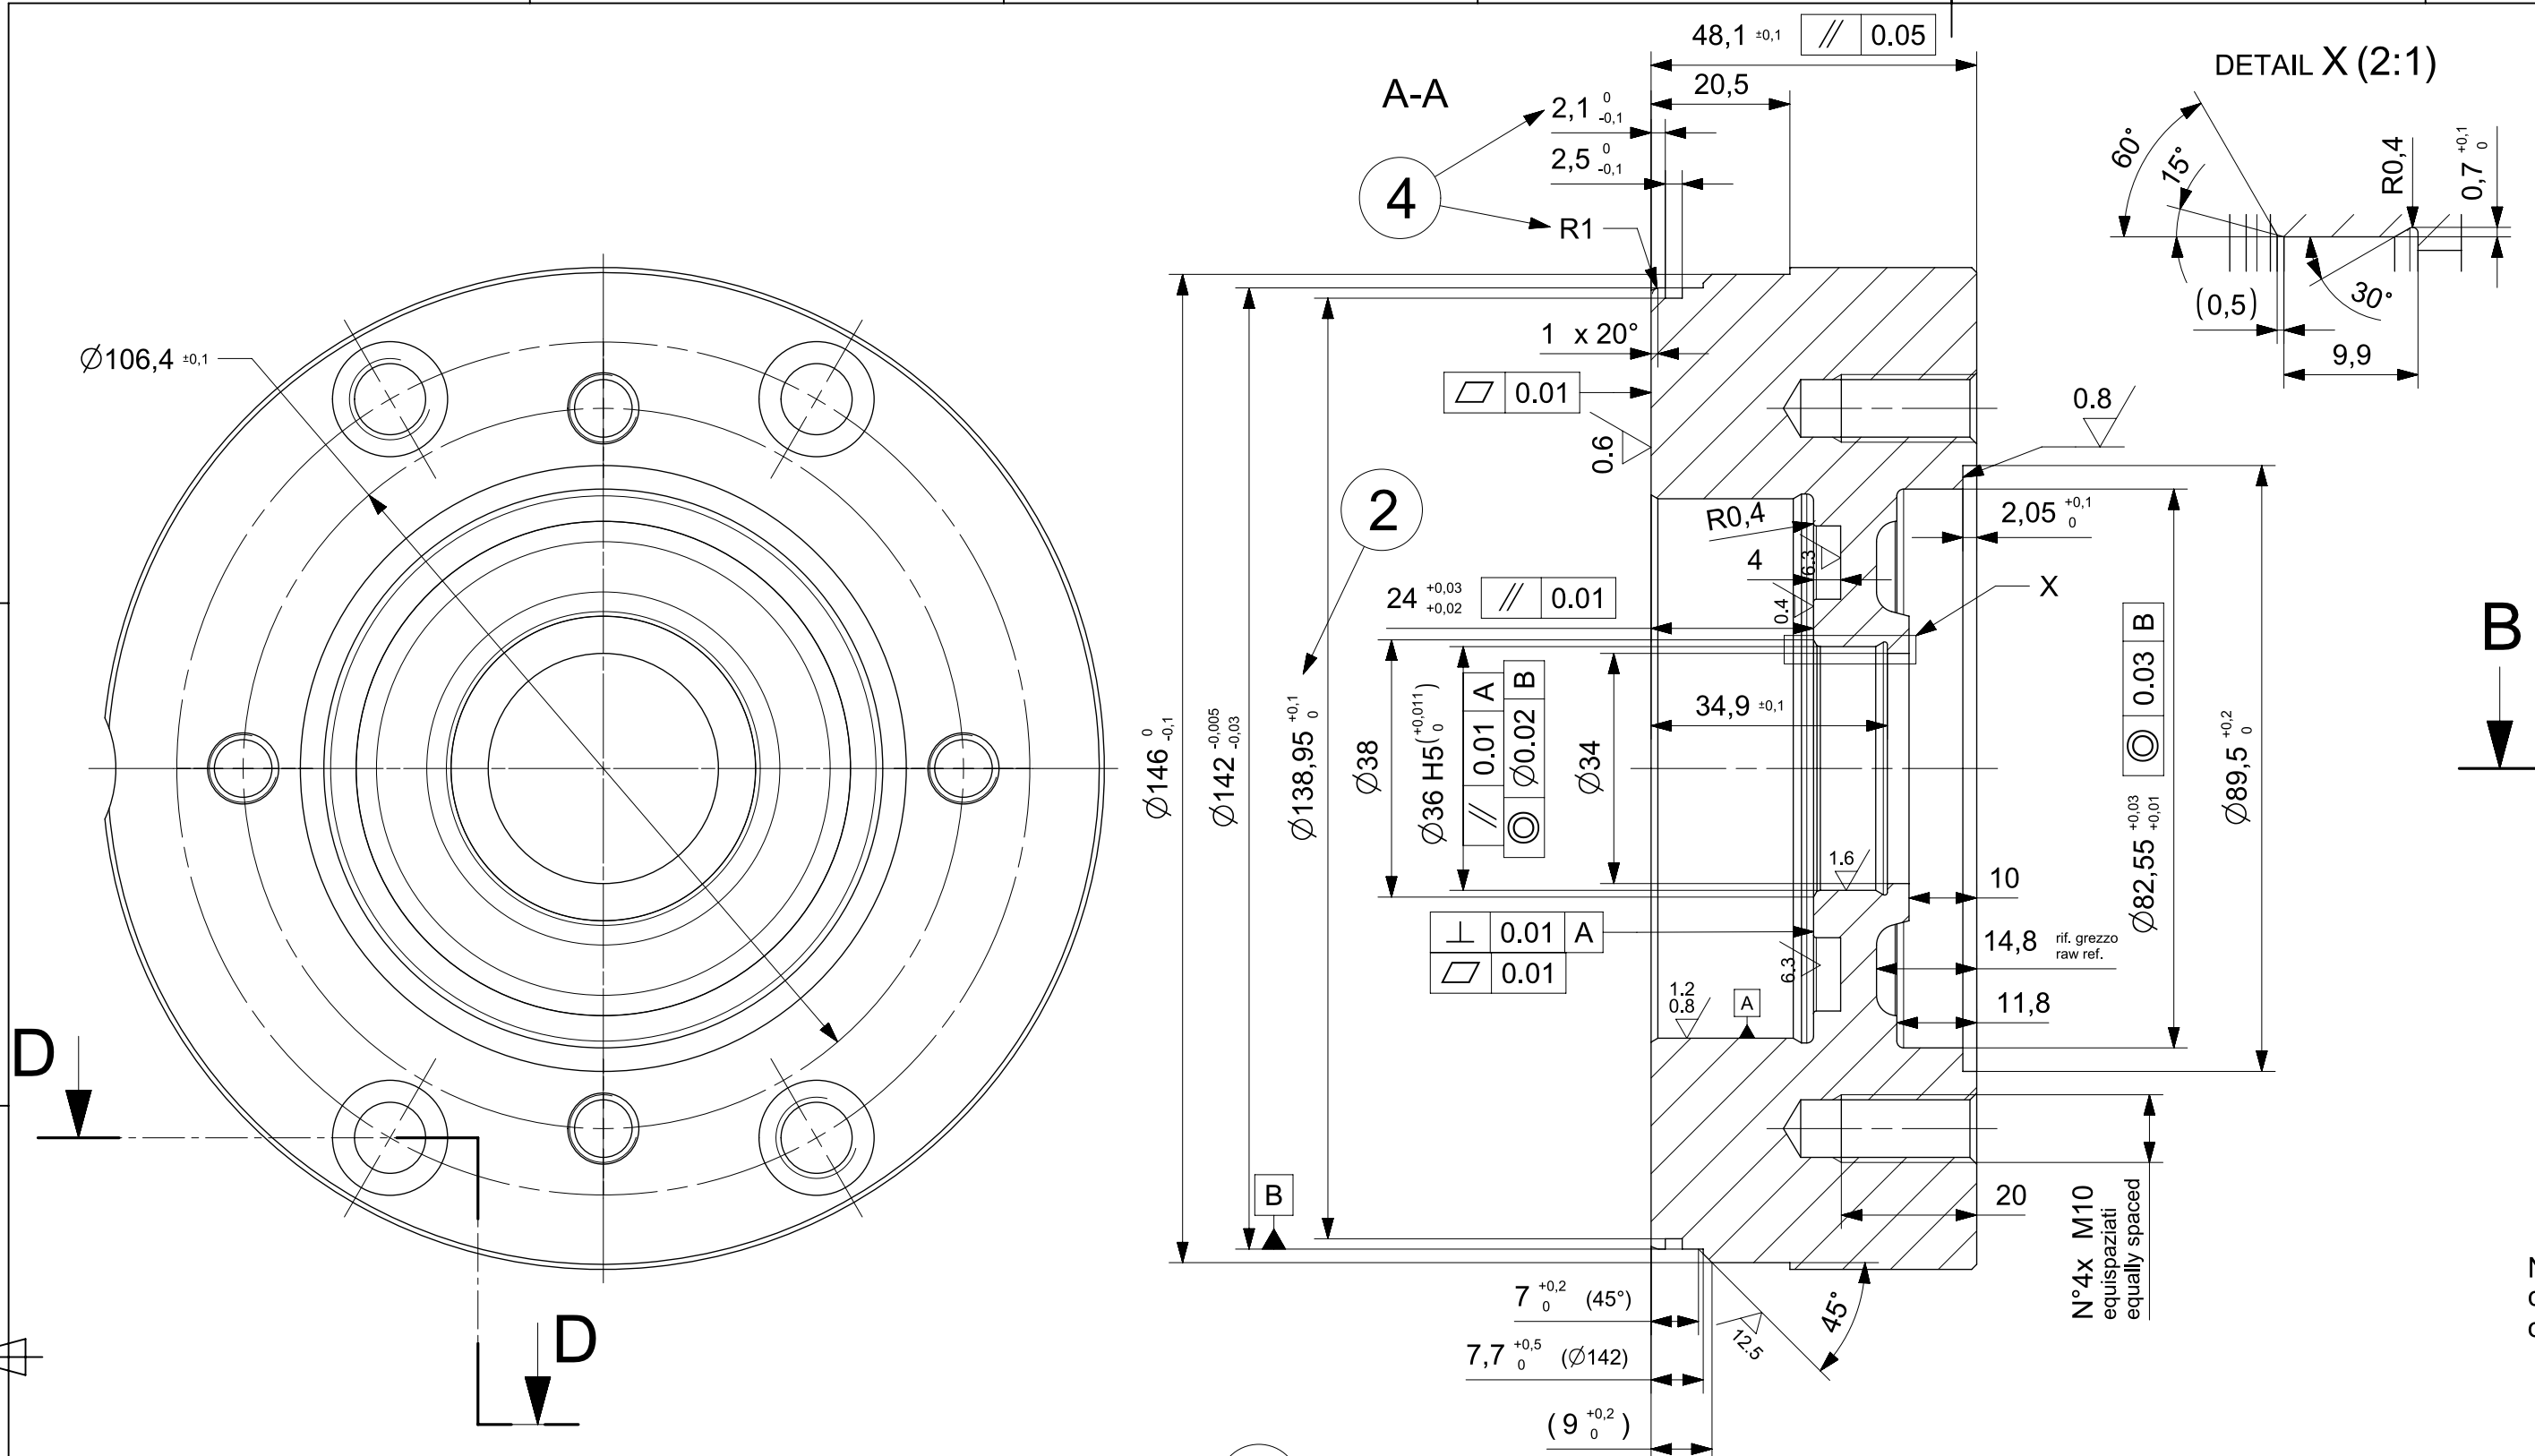 48,1 ±0,1 // 0.05
DETAIL X (2:1)
A-A
20,5
2,1 0 -0,1
2,5 0 -0,1
4
R1
60°
15°
R0,4
0,7 +0,1 0
(0,5)
30°
9,9
Ø106,4 ±0,1
1 x 20°
0.01
0.6
0.8
2
R0,4
4
6.3
0.4
2,05 +0,1 0
X
24 +0,03 +0,02 // 0.01
B
34,9 ±0,1
Ø146 0 -0,1
Ø142 -0,005 -0,03
Ø138,95 +0,1 0
Ø38
Ø36 H5(+0,011 0)
// 0.01 A
Ø0.02 B
Ø34
1.6
0.03 B
Ø82,55 +0,03 +0,01
Ø89,5 +0,2 0
10
⊥ 0.01 A
0.01
14,8 rif. grezzo
raw ref.
6.3
1.2
0.8
A
11,8
D
B
20
N°4x M10
equispaziati
equally spaced
D
7 +0,2 0 (45°)
12.5
45°
7,7 +0,5 0 (Ø142)
(9 +0,2 0)